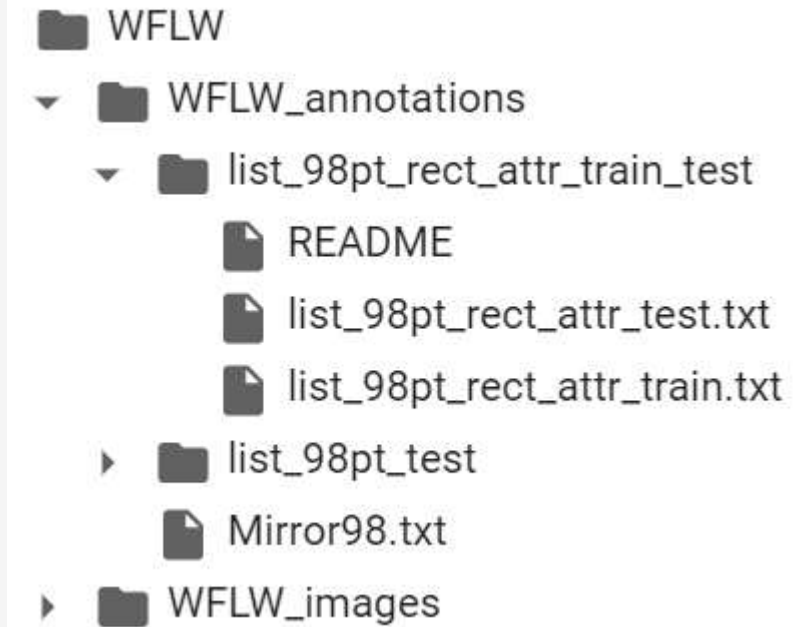 WFLW
WFLW_annotations
list_98pt_rect_attr_train_test
README
list_98pt_rect_attr_test.txt
list_98pt_rect_attr_train.txt
list_98pt_test
Mirror98.txt
WFLW_images